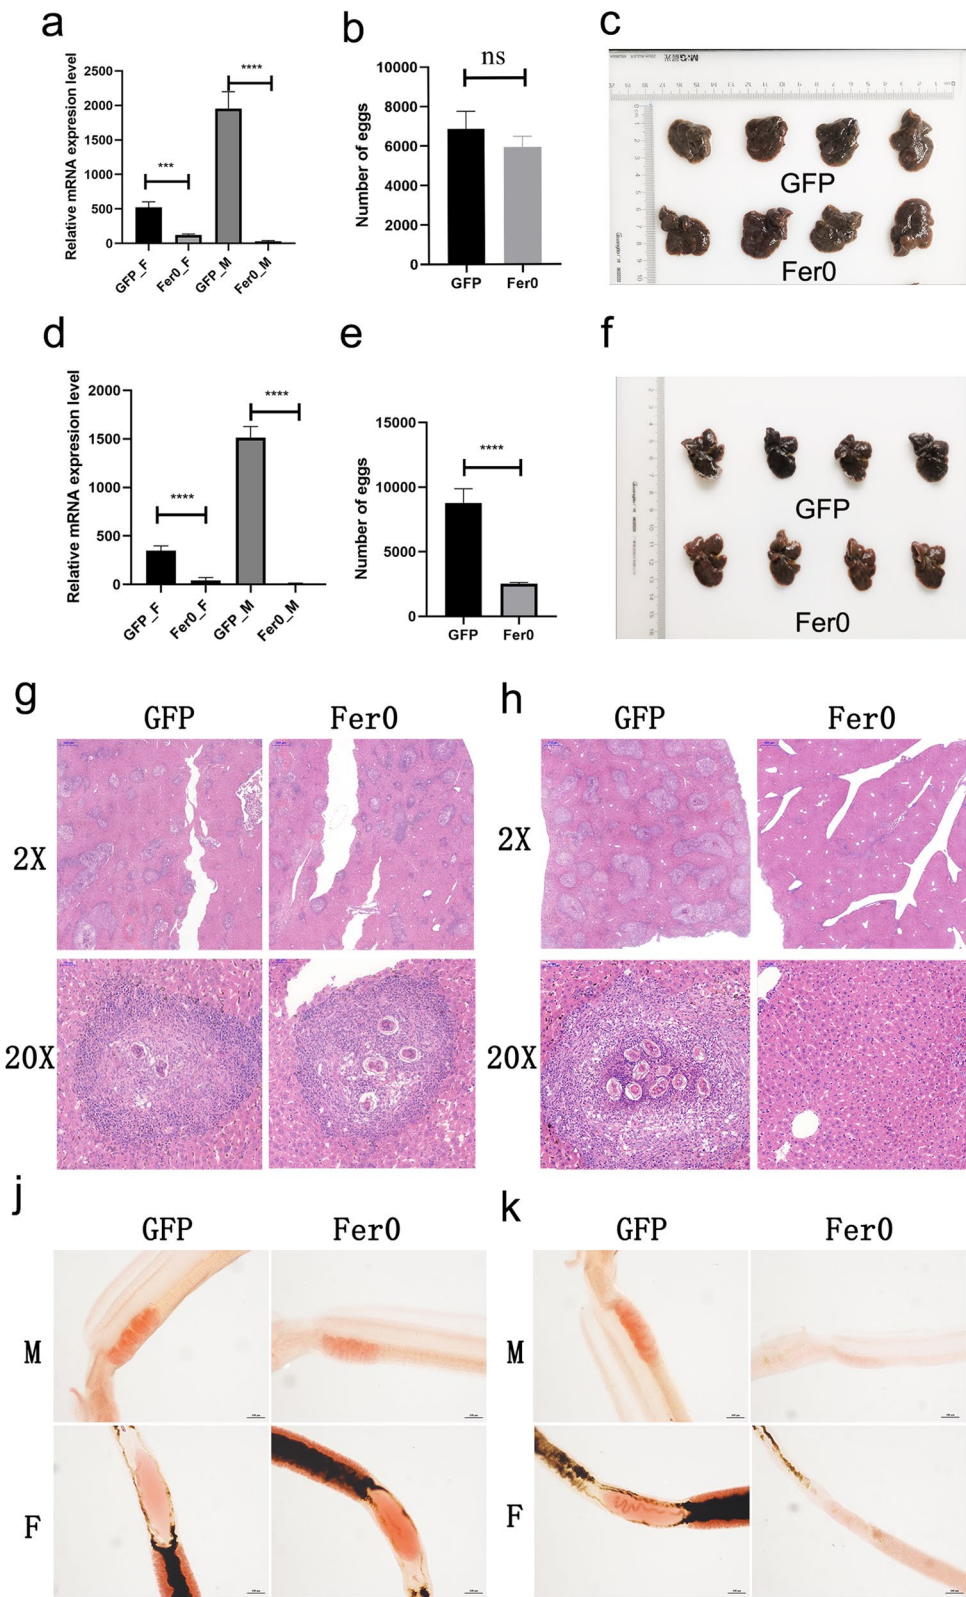 a
Relative mRNA expresion level
2500
2000
1500
1000
500
0
***
****
GFP_F
Fer0_F
GFP_M
Fer0_M
b
Number of eggs
10000
8000
6000
4000
2000
0
ns
GFP
Fer0
c
GFP
Fer0
d
Relative mRNA expression level
2000
1500
1000
500
0
****
****
GFP_F
Fer0_F
GFP_M
Fer0_M
e
Number of eggs
15000
10000
5000
0
****
GFP
Fer0
f
GFP
Fer0
g
GFP
Fer0
2X
20X
h
GFP
Fer0
2X
20X
j
GFP
Fer0
M
F
k
GFP
Fer0
M
F